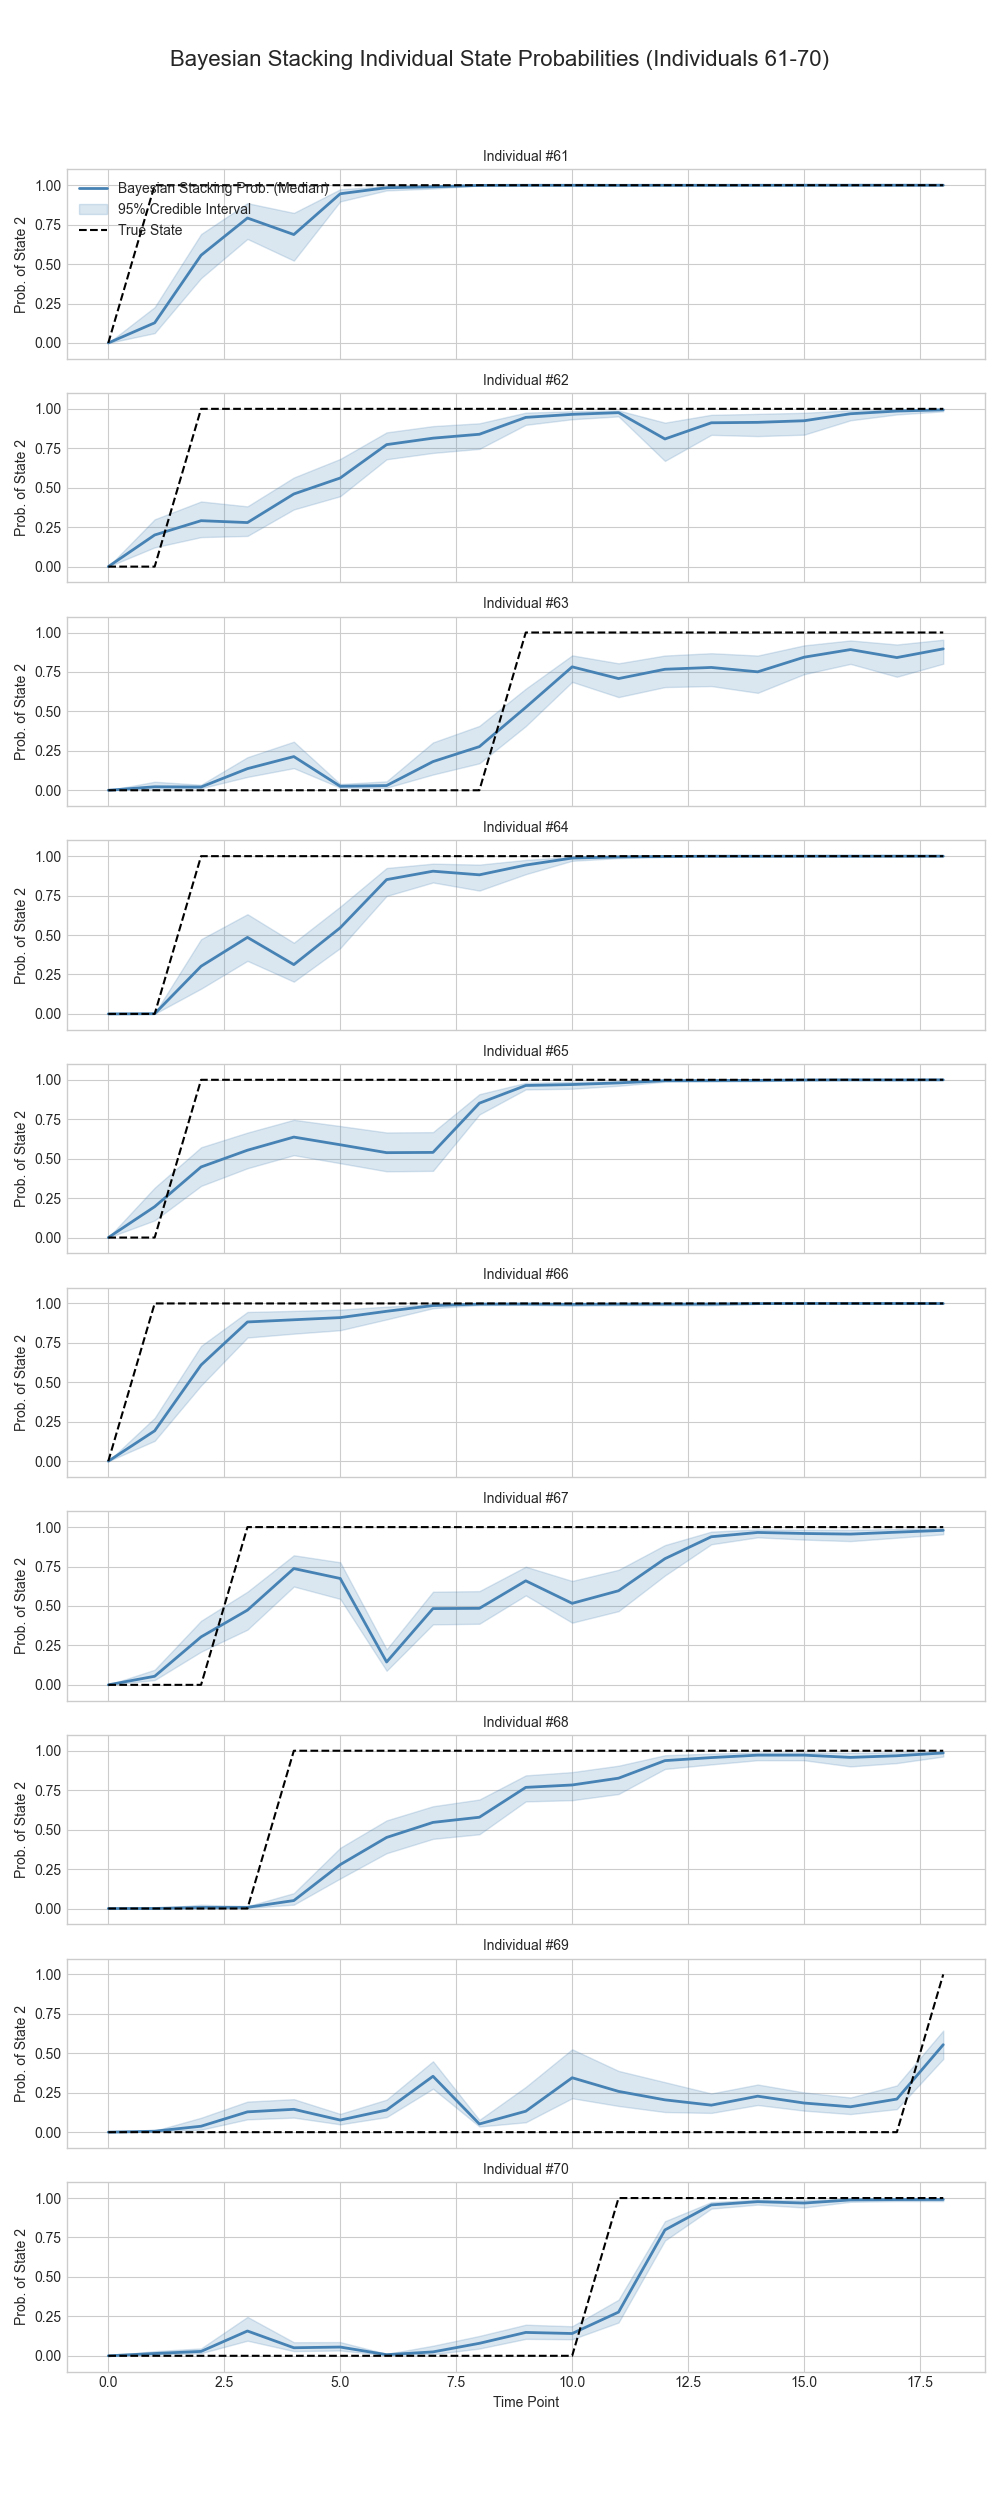 Bayesian Stacking Individual State Probabilities (Individuals 61-70)
Individual #61
Prob. of State 2
1.00
0.75
0.50
0.25
0.00
Bayesian Stacking Prob. (Median)
95% Credible Interval
True State
Individual #62
Prob. of State 2
1.00
0.75
0.50
0.25
0.00
Individual #63
Prob. of State 2
1.00
0.75
0.50
0.25
0.00
Individual #64
Prob. of State 2
1.00
0.75
0.50
0.25
0.00
Individual #65
Prob. of State 2
1.00
0.75
0.50
0.25
0.00
Individual #66
Prob. of State 2
1.00
0.75
0.50
0.25
0.00
Individual #67
Prob. of State 2
1.00
0.75
0.50
0.25
0.00
Individual #68
Prob. of State 2
1.00
0.75
0.50
0.25
0.00
Individual #69
Prob. of State 2
1.00
0.75
0.50
0.25
0.00
Individual #70
Prob. of State 2
1.00
0.75
0.50
0.25
0.00
0.0 2.5 5.0 7.5 10.0 12.5 15.0 17.5
Time Point